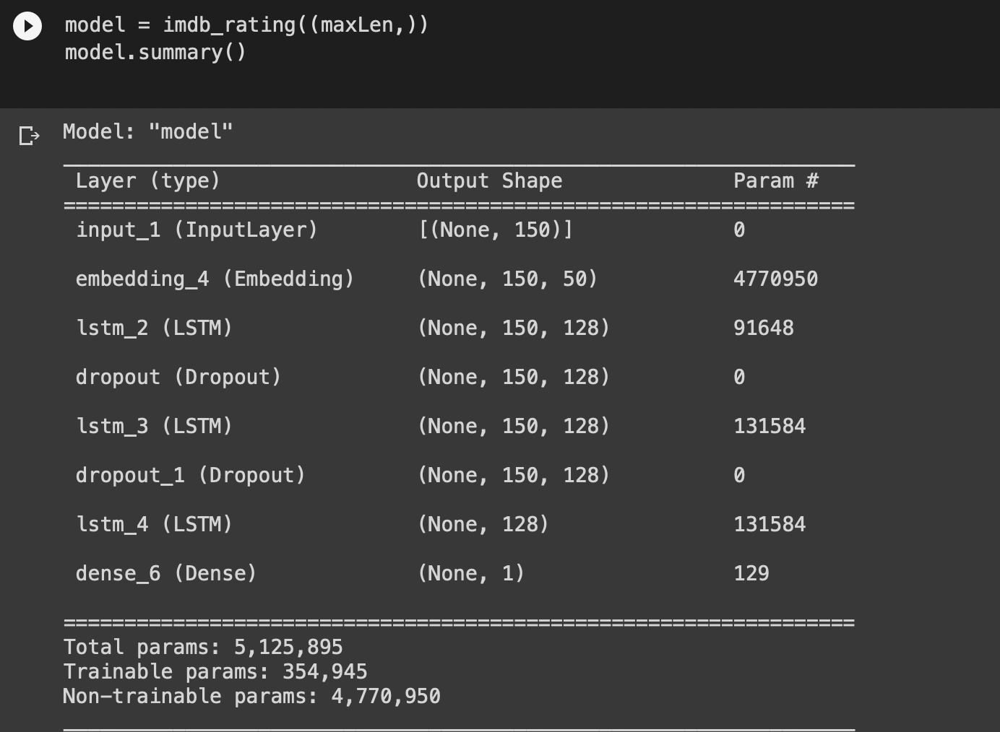 model = imdb_rating((maxLen,))
model.summary()
Model: "model"
_________________________________________________________________
Layer (type) Output Shape Param #
=================================================================
input_1 (InputLayer) [(None, 150)] 0
embedding_4 (Embedding) (None, 150, 50) 4770950
lstm_2 (LSTM) (None, 150, 128) 91648
dropout (Dropout) (None, 150, 128) 0
lstm_3 (LSTM) (None, 150, 128) 131584
dropout_1 (Dropout) (None, 150, 128) 0
lstm_4 (LSTM) (None, 128) 131584
dense_6 (Dense) (None, 1) 129
=================================================================
Total params: 5,125,895
Trainable params: 354,945
Non-trainable params: 4,770,950
_________________________________________________________________